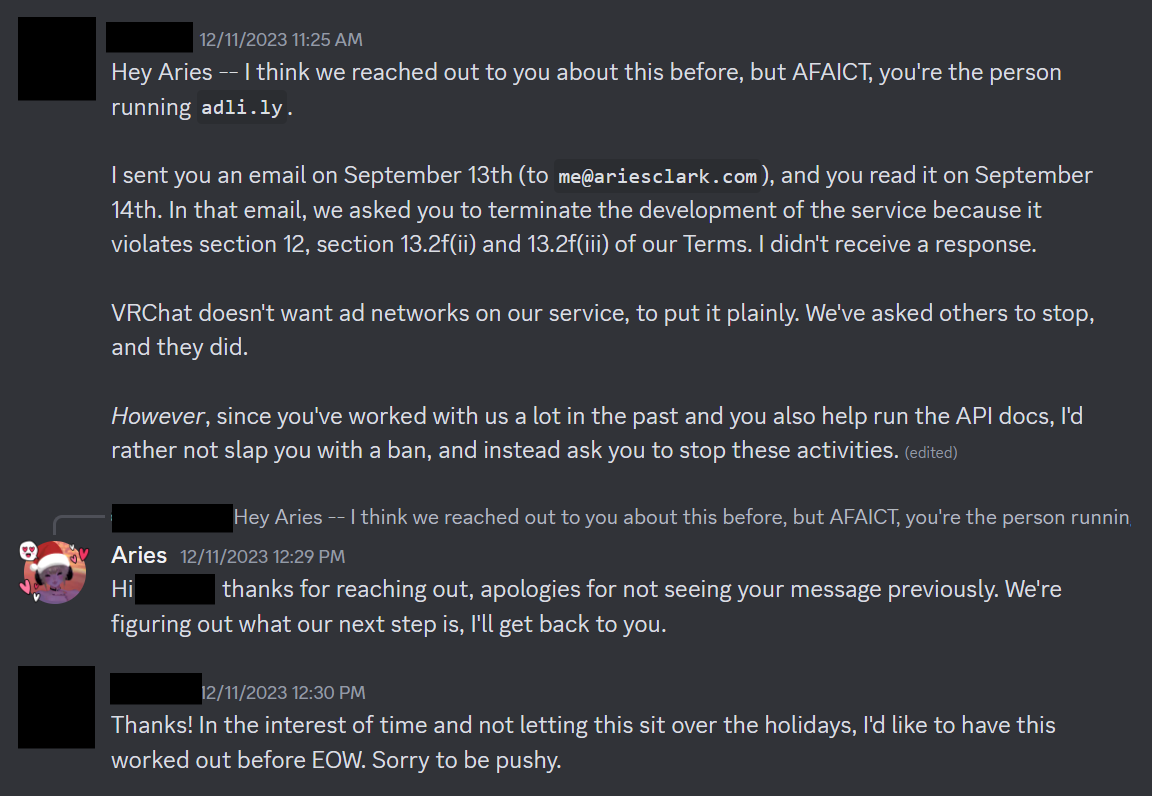 12/11/2023 11:25 AM
Hey Aries -- I think we reached out to you about this before, but AFAICT, you're the person
running adli.ly.
I sent you an email on September 13th (to me@ariesclark.com), and you read it on September
14th. In that email, we asked you to terminate the development of the service because it
violates section 12, section 13.2f(ii) and 13.2f(iii) of our Terms. I didn't receive a response.
VRChat doesn't want ad networks on our service, to put it plainly. We've asked others to stop,
and they did.
However, since you've worked with us a lot in the past and you also help run the API docs, I'd
rather not slap you with a ban, and instead ask you to stop these activities. (edited)
Hey Aries -- I think we reached out to you about this before, but AFAICT, you're the person runnin
Aries 12/11/2023 12:29 PM
Hi thanks for reaching out, apologies for not seeing your message previously. We're
figuring out what our next step is, I'll get back to you.
12/11/2023 12:30 PM
Thanks! In the interest of time and not letting this sit over the holidays, I'd like to have this
worked out before EOW. Sorry to be pushy.